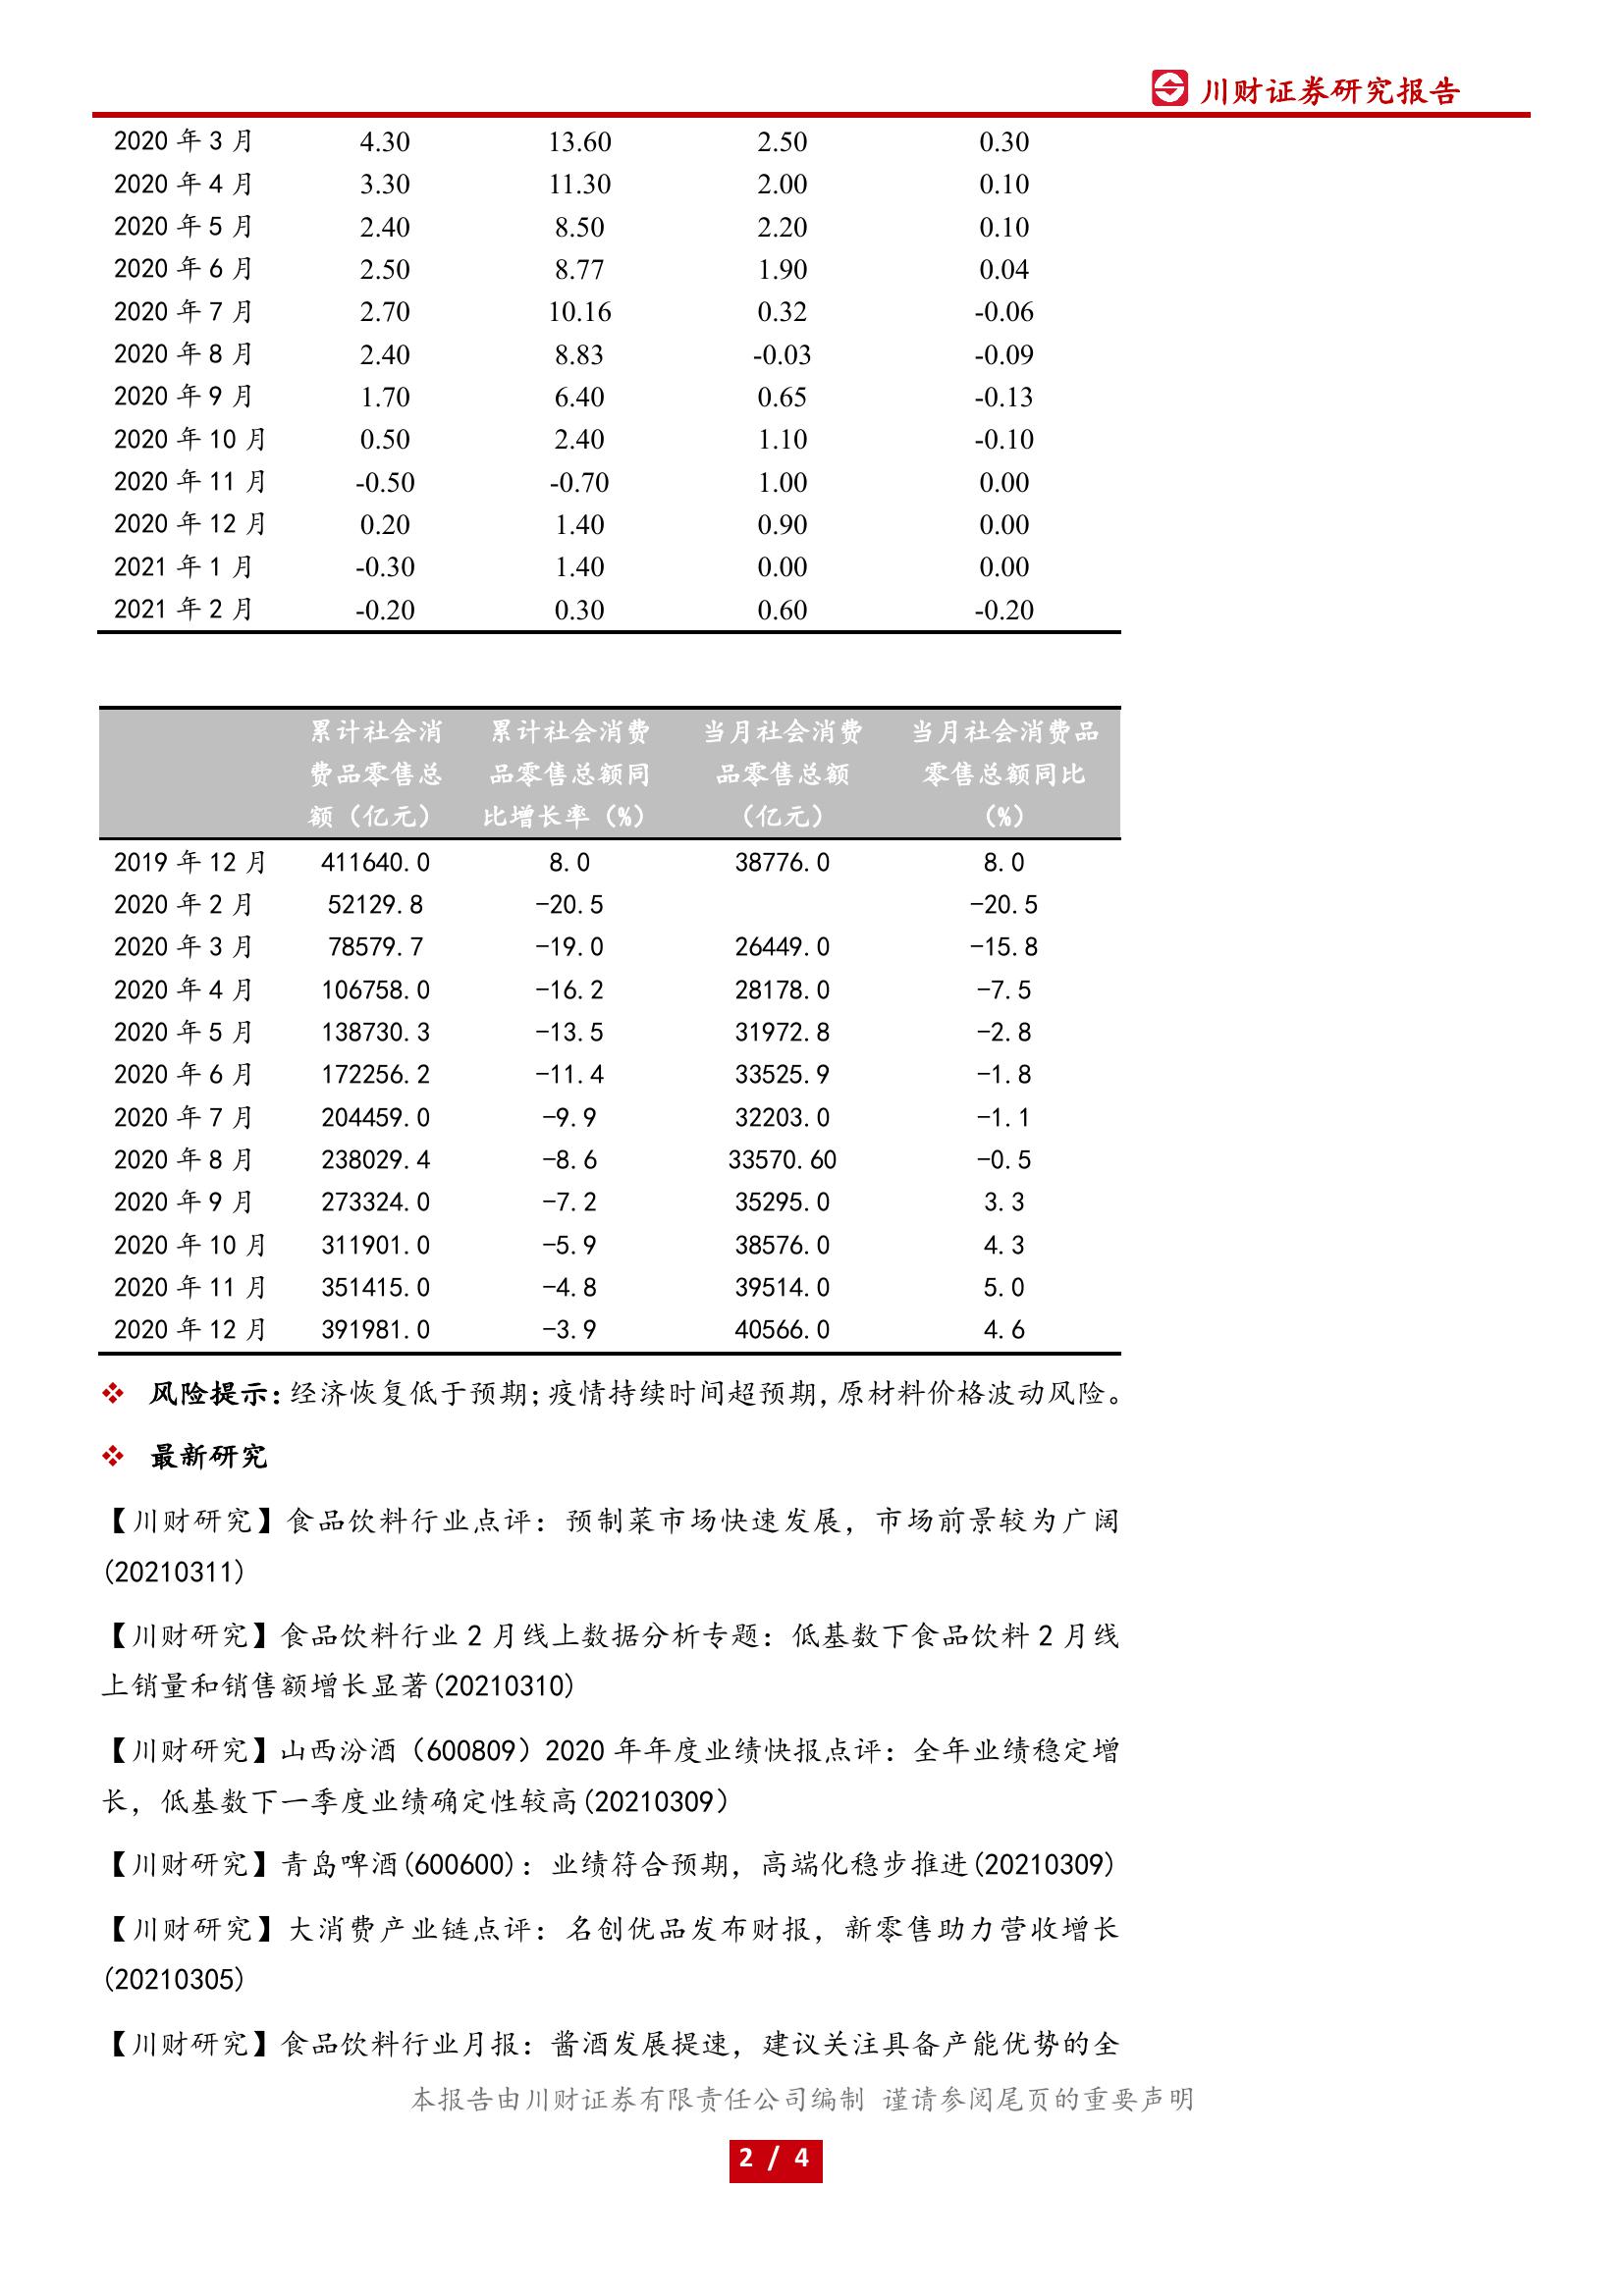 川财证券研究报告
2020 年 3 月 4.30 13.60 2.50 0.30
2020 年 4 月 3.30 11.30 2.00 0.10
2020 年 5 月 2.40 8.50 2.20 0.10
2020 年 6 月 2.50 8.77 1.90 0.04
2020 年 7 月 2.70 10.16 0.32 -0.06
2020 年 8 月 2.40 8.83 -0.03 -0.09
2020 年 9 月 1.70 6.40 0.65 -0.13
2020 年 10 月 0.50 2.40 1.10 -0.10
2020 年 11 月 -0.50 -0.70 1.00 0.00
2020 年 12 月 0.20 1.40 0.90 0.00
2021 年 1 月 -0.30 1.40 0.00 0.00
2021 年 2 月 -0.20 0.30 0.60 -0.20
累计社会消 累计社会消费 当月社会消费 当月社会消费品
费品零售总 品零售总额同 品零售总额 零售总额同比
额（亿元） 比增长率（%） （亿元） （%）
2019 年 12 月 411640.0 8.0 38776.0 8.0
2020 年 2 月 52129.8 -20.5 -20.5
2020 年 3 月 78579.7 -19.0 26449.0 -15.8
2020 年 4 月 106758.0 -16.2 28178.0 -7.5
2020 年 5 月 138730.3 -13.5 31972.8 -2.8
2020 年 6 月 172256.2 -11.4 33525.9 -1.8
2020 年 7 月 204459.0 -9.9 32203.0 -1.1
2020 年 8 月 238029.4 -8.6 33570.60 -0.5
2020 年 9 月 273324.0 -7.2 35295.0 3.3
2020 年 10 月 311901.0 -5.9 38576.0 4.3
2020 年 11 月 351415.0 -4.8 39514.0 5.0
2020 年 12 月 391981.0 -3.9 40566.0 4.6
❖ 风险提示：经济恢复低于预期；疫情持续时间超预期，原材料价格波动风险。
❖ 最新研究
【川财研究】食品饮料行业点评：预制菜市场快速发展，市场前景较为广阔
(20210311)
【川财研究】食品饮料行业 2 月线上数据分析专题：低基数下食品饮料 2 月线
上销量和销售额增长显著(20210310)
【川财研究】山西汾酒（600809）2020 年年度业绩快报点评：全年业绩稳定增
长，低基数下一季度业绩确定性较高(20210309）
【川财研究】青岛啤酒(600600)：业绩符合预期，高端化稳步推进(20210309)
【川财研究】大消费产业链点评：名创优品发布财报，新零售助力营收增长
(20210305)
【川财研究】食品饮料行业月报：酱酒发展提速，建议关注具备产能优势的全
本报告由川财证券有限责任公司编制 谨请参阅尾页的重要声明
2 / 4